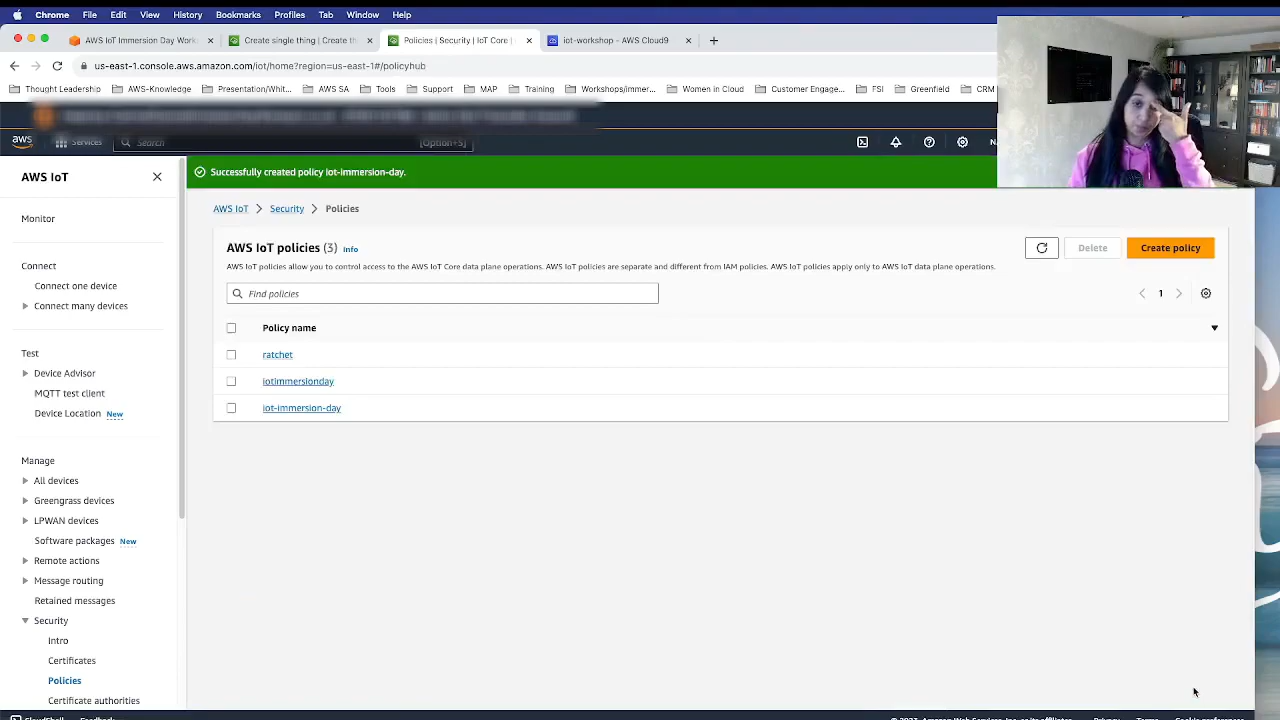 Chrome File Edit View History Bookmarks Profiles Tab Window Help
AWS IoT Immersion Day Work × Create single thing | Create th × Policies | Security | IoT Core | × iot-workshop - AWS Cloud9 × +
us-east-1.console.aws.amazon.com/iot/home?region=us-east-1#/policyhub
Thought Leadership AWS-Knowledge Presentation/Whit... AWS SA Tools Support MAP Training Workshops/immer... Women in Cloud Customer Engage... FSI Greenfield CRM
aws Services Search [Option+S]
AWS IoT
Monitor
Connect
Connect one device
Connect many devices
Test
Device Advisor
MQTT test client
Device Location New
Manage
All devices
Greengrass devices
LPWAN devices
Software packages New
Remote actions
Message routing
Retained messages
Security
Intro
Certificates
Policies
Certificate authorities
Successfully created policy iot-immersion-day.
AWS IoT > Security > Policies
AWS IoT policies (3) Info
Delete
Create policy
AWS IoT policies allow you to control access to the AWS IoT Core data plane operations. AWS IoT policies are separate and different from IAM policies. AWS IoT policies apply only to AWS IoT data plane operations.
Find policies
1
Policy name
ratchet
iotimmersionday
iot-immersion-day